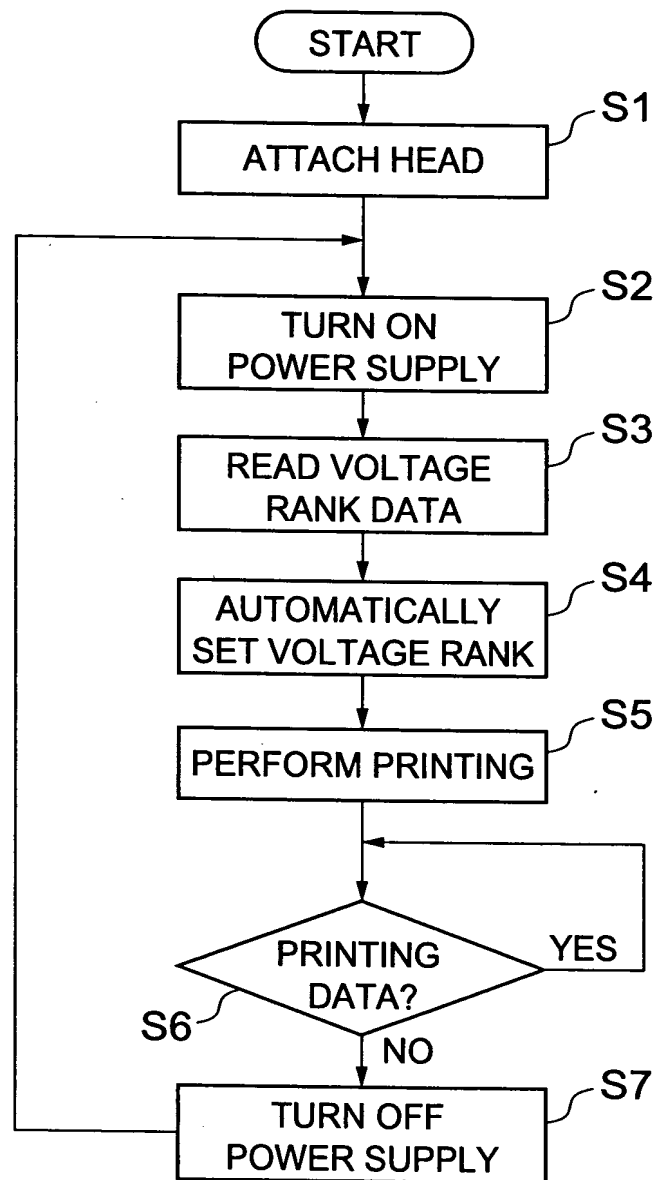 START
S1
ATTACH HEAD
S2
TURN ON
POWER SUPPLY
S3
READ VOLTAGE
RANK DATA
S4
AUTOMATICALLY
SET VOLTAGE RANK
S5
PERFORM PRINTING
PRINTING
DATA?
YES
S6
NO
S7
TURN OFF
POWER SUPPLY